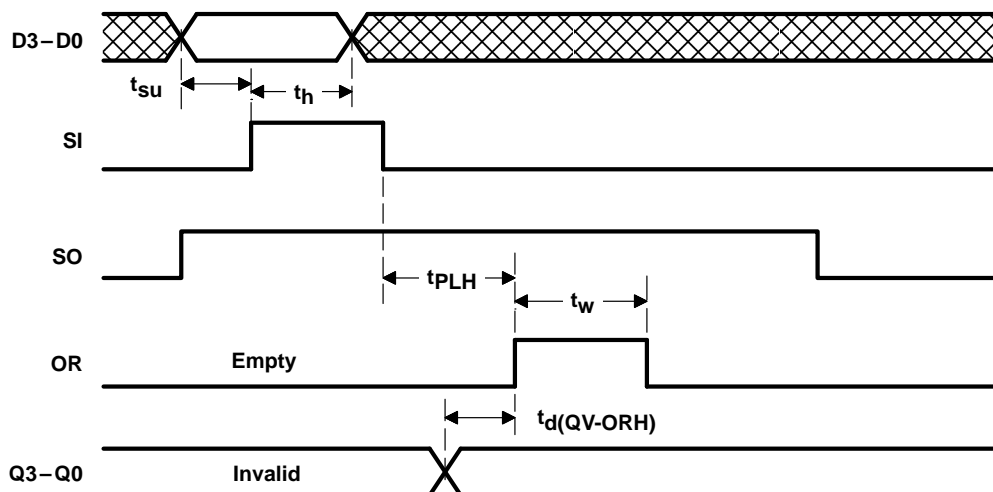 D3–D0
tsu
th
SI
SO
tPLH
tw
OR
Empty
td(QV-ORH)
Q3–Q0
Invalid